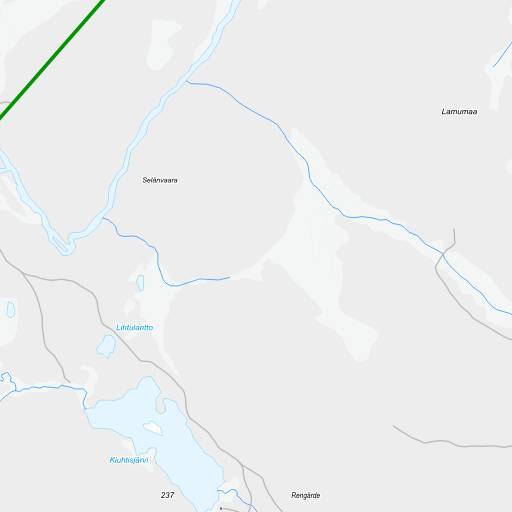 Lamumaa
Selänvaara
Lihtulantto
Kiuhtisjärvi
237
Rengärde